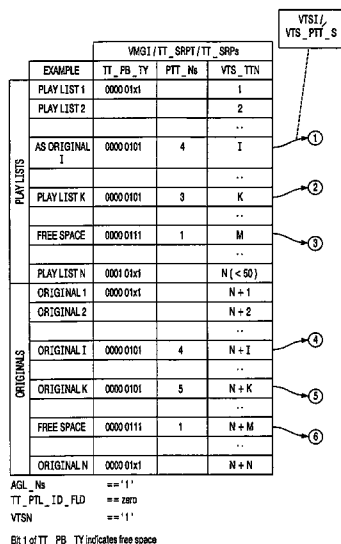 VTSI/
VTS_PTT_S
VMGI / TT_SRPT / TT_SRPs
EXAMPLE TT_PB_TY PTT_Ns VTS_TTN
PLAY LISTS
PLAY LIST 1 0000 01x1 1
PLAY LIST 2 2
..
AS ORIGINAL I 0000 0101 4 I 1
..
PLAY LIST K 0000 0101 3 K 2
..
FREE SPACE 0000 0111 1 M 3
..
PLAY LIST N 0001 01x1 N ( < 50 )
ORIGINALS
ORIGINAL 1 0000 01x1 N + 1
ORIGINAL 2 N + 2
..
ORIGINAL I 0000 0101 4 N + I 4
..
ORIGINAL K 0000 0101 5 N + K 5
..
FREE SPACE 0000 0111 1 N + M 6
..
ORIGINAL N 0000 01x1 N + N
AGL_Ns == '1'
TT_PTL_ID_FLD == zero
VTSN == '1'
Bit 1 of TT_PB_TY indicates free space